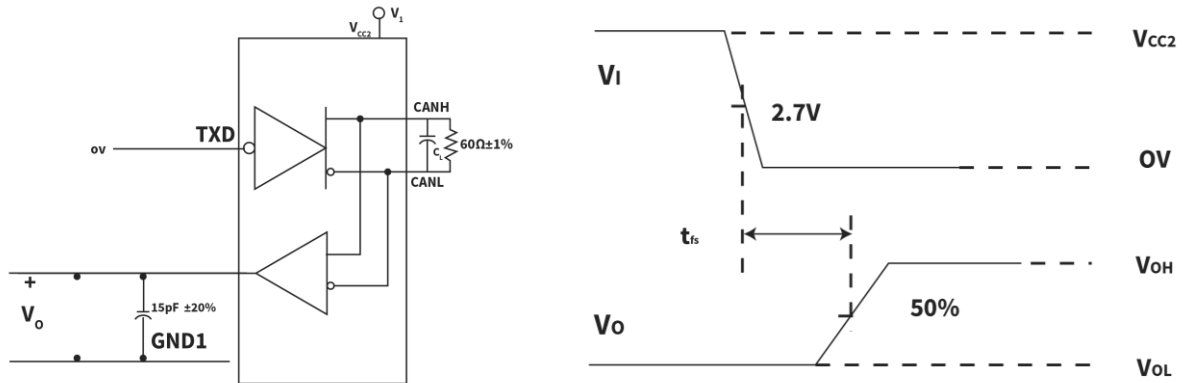 V1
VCC2
CANH
TXD
60Ω±1%
CL
0V
CANL
+
15pF ±20%
VO
GND1
VCC2
VI
2.7V
OV
tfs
VOH
50%
VO
VOL